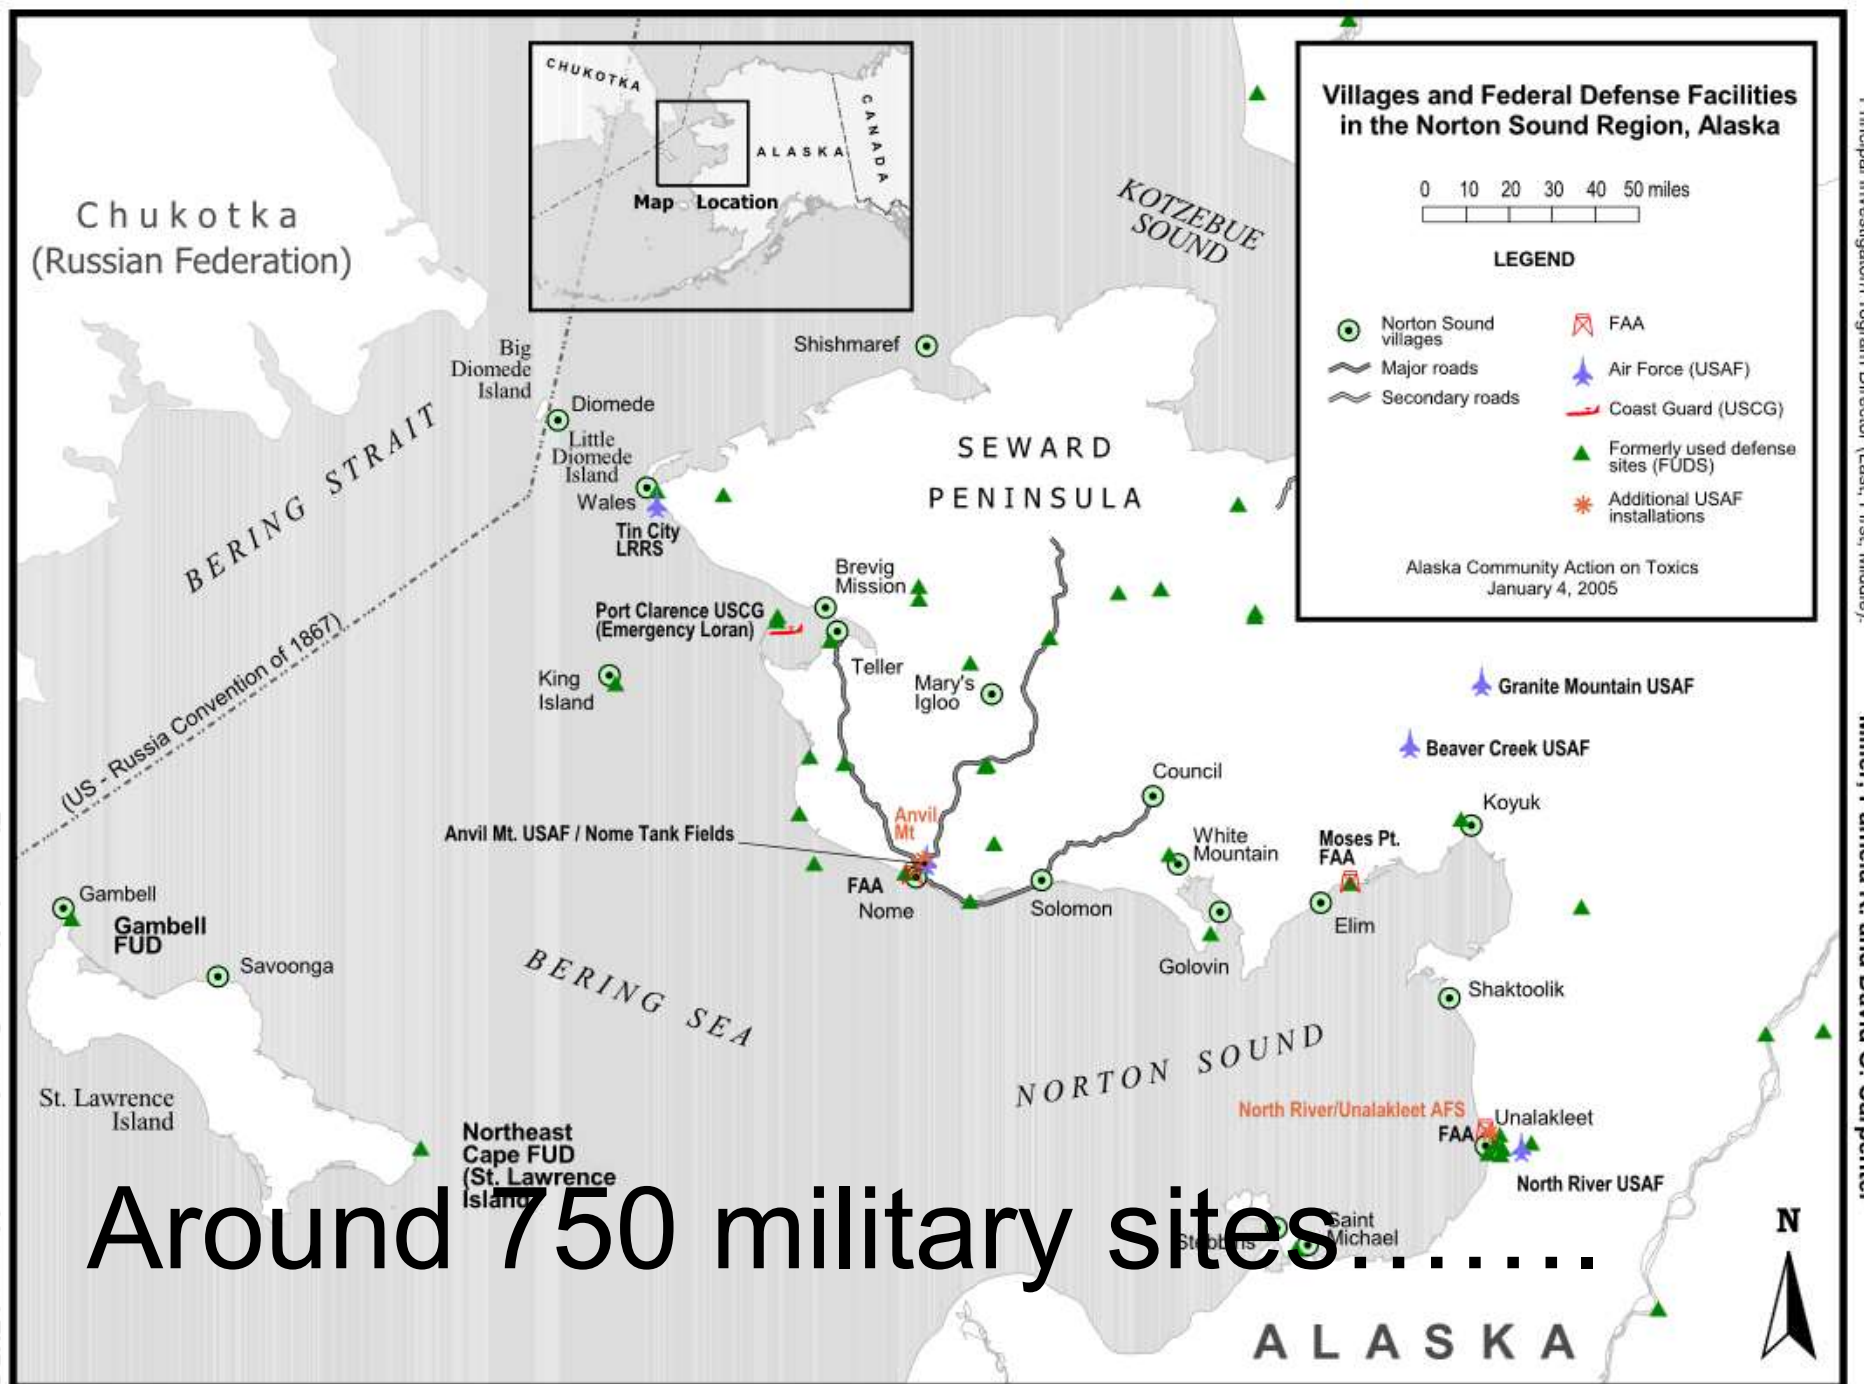 CHUKOTKA
CANADA
ALASKA
Map Location
Villages and Federal Defense Facilities
in the Norton Sound Region, Alaska
0 10 20 30 40 50 miles
LEGEND
Norton Sound
villages
Major roads
Secondary roads
FAA
Air Force (USAF)
Coast Guard (USCG)
Formerly used defense
sites (FUDS)
Additional USAF
installations
Alaska Community Action on Toxics
January 4, 2005
Chukotka
(Russian Federation)
KOTZEBUE
SOUND
Big
Diomede
Island
Shishmaref
Diomede
Little
Diomede
Island
BERING STRAIT
SEWARD
PENINSULA
Wales
Tin City
LRRS
Brevig
Mission
Port Clarence USCG
(Emergency Loran)
(US - Russia Convention of 1867)
King
Island
Teller
Mary's
Igloo
Granite Mountain USAF
Beaver Creek USAF
Council
Koyuk
Anvil
Mt
Anvil Mt. USAF / Nome Tank Fields
White
Mountain
Moses Pt.
FAA
FAA
Nome
Solomon
Elim
Gambell
Gambell
FUD
Savoonga
Golovin
BERING SEA
Shaktoolik
NORTON SOUND
St. Lawrence
Island
North River/Unalakleet AFS
Unalakleet
FAA
Northeast
Cape FUD
(St. Lawrence
Island
North River USAF
Around 750 military sites.......
Stebbins
Saint
Michael
N
ALASKA